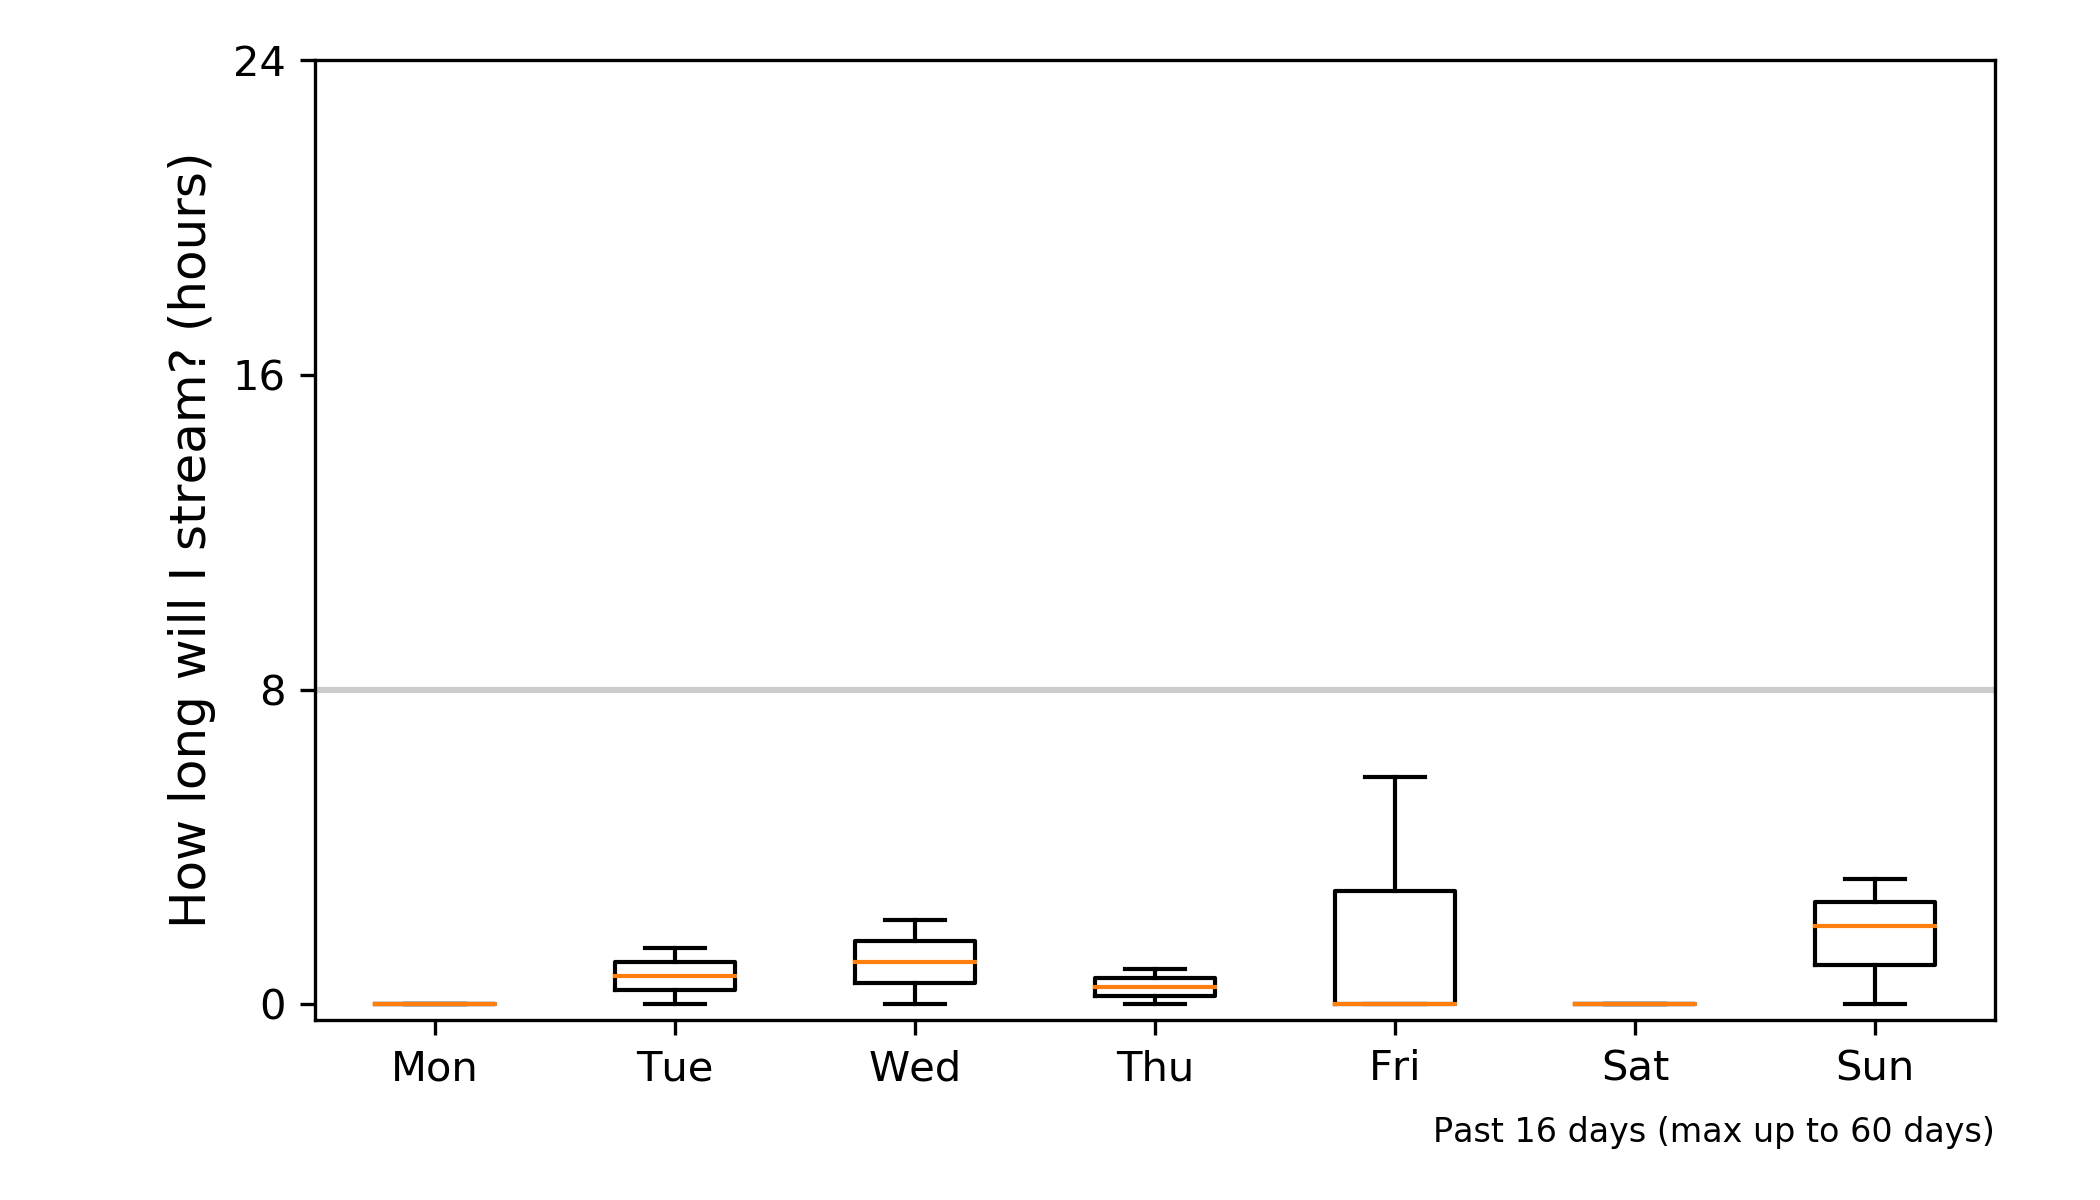 How long will I stream? (hours)
24
16
8
0
Mon Tue Wed Thu Fri Sat Sun
Past 16 days (max up to 60 days)